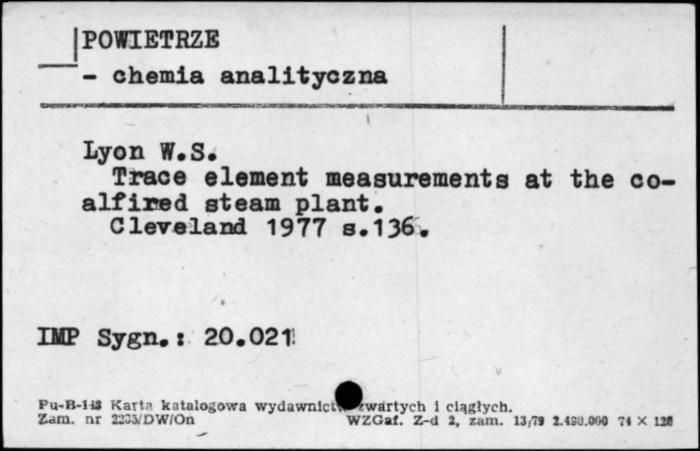 POWIETRZE
- chemia analityczna
Lyon W.S.
Trace element measurements at the co-
alfired steam plant.
Cleveland 1977 s.136.
IMP Sygn.: 20.021
Pu-B-113 Karta katalogowa wydawnictw zwartych i ciągłych.
Zam. nr /DW/On WZGaf. Z-d 2, zam. 13/79 2.490.000 74 X 128